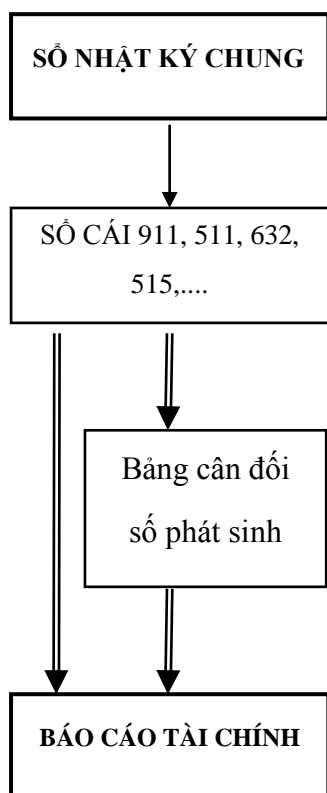 SỔ NHẬT KÝ CHUNG
SỔ CÁI 911, 511, 632,
515,....
Bảng cân đối
số phát sinh
BÁO CÁO TÀI CHÍNH